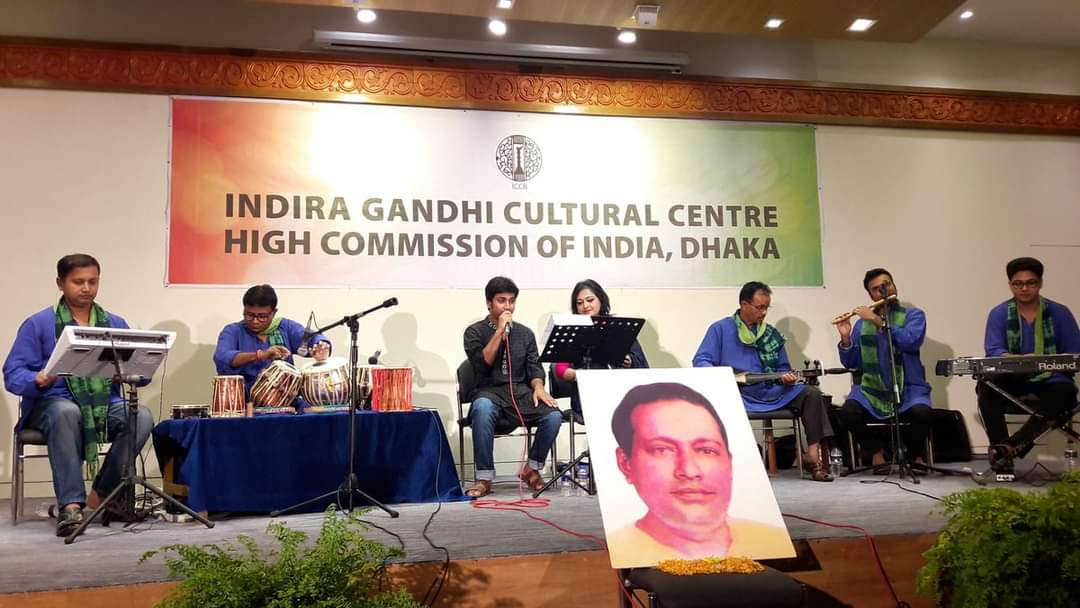 ICCR
INDIRA GANDHI CULTURAL CENTRE
HIGH COMMISSION OF INDIA, DHAKA
Roland